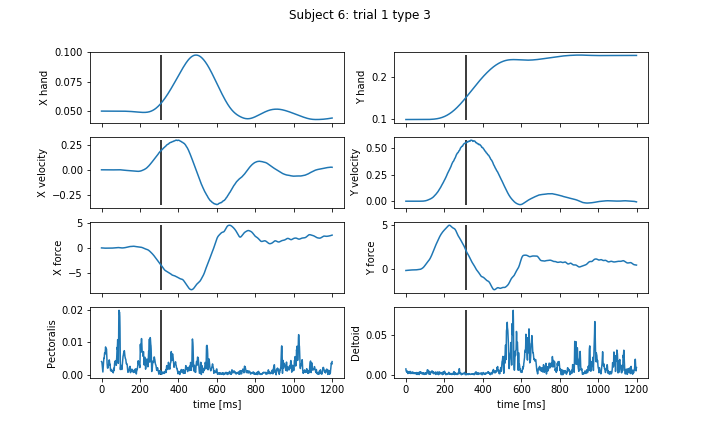 Subject 6: trial 1 type 3
X hand
0.100
0.075
0.050
Y hand
0.2
0.1
X velocity
0.25
0.00
−0.25
Y velocity
0.50
0.25
0.00
X force
5
0
−5
Y force
5
0
Pectoralis
0.02
0.01
0.00
0 200 400 600 800 1000 1200
time [ms]
Deltoid
0.05
0.00
0 200 400 600 800 1000 1200
time [ms]